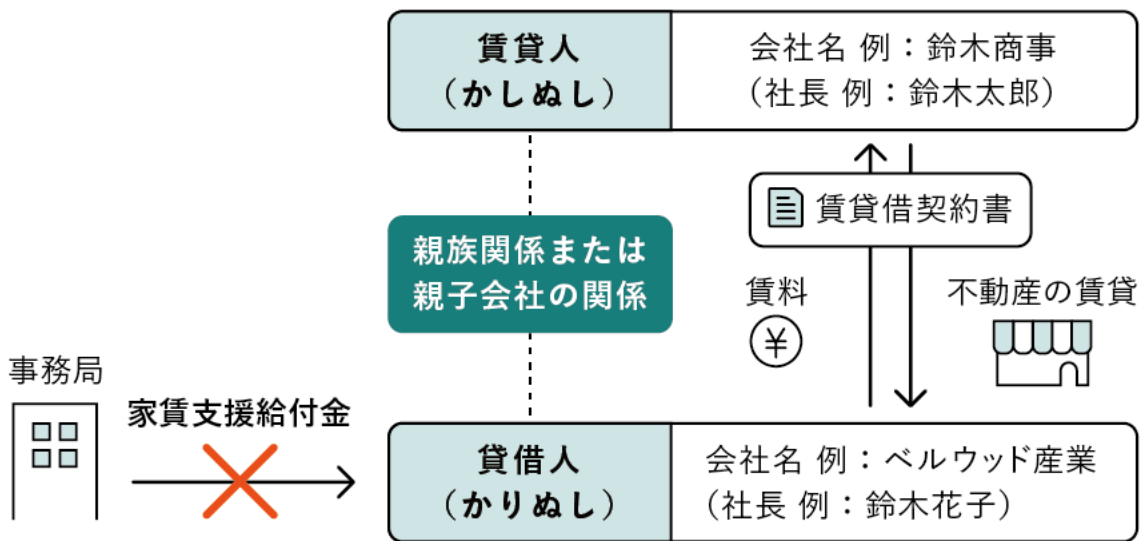 賃貸人
（かしぬし）
会社名 例：鈴木商事
（社長 例：鈴木太郎）
賃貸借契約書
親族関係または
親子会社の関係
賃料
¥
不動産の賃貸
事務局
家賃支援給付金
貸借人
（かりぬし）
会社名 例：ベルウッド産業
（社長 例：鈴木花子）